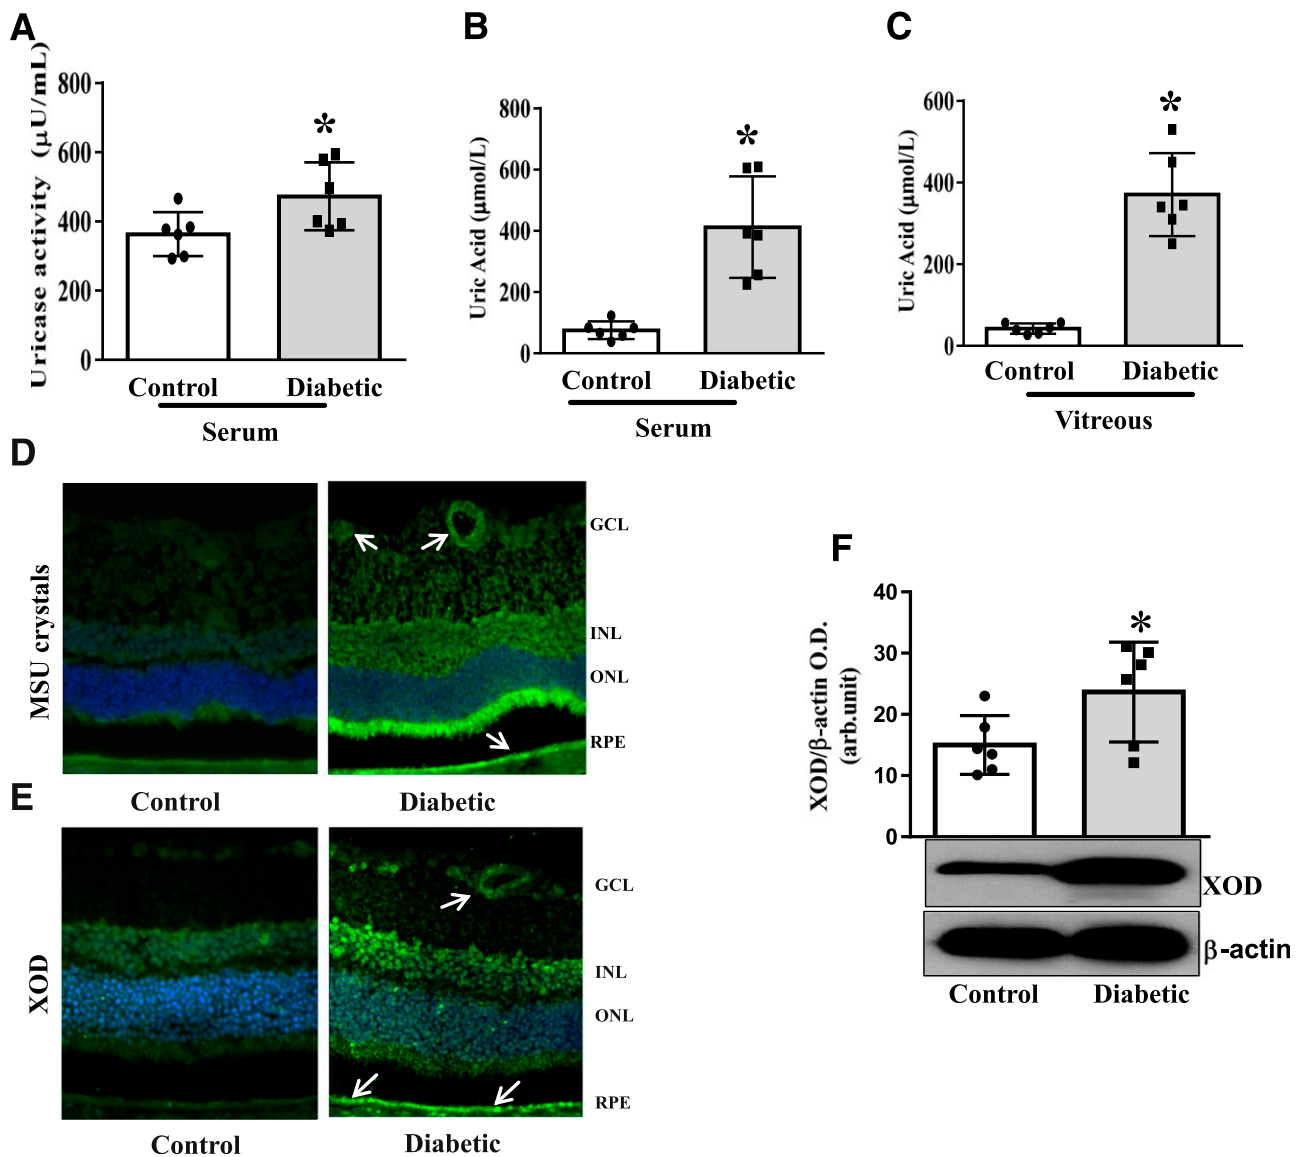 A
Uricase activity (μU/mL)
800
600
400
200
0
*
Control Diabetic
Serum
B
Uric Acid (μmol/L)
800
600
400
200
0
*
Control Diabetic
Serum
C
Uric Acid (μmol/L)
600
400
200
0
*
Control Diabetic
Vitreous
D
MSU crystals
GCL
INL
ONL
RPE
Control Diabetic
E
XOD
GCL
INL
ONL
RPE
Control Diabetic
F
XOD/β-actin O.D.
(arb.unit)
40
30
20
10
0
*
XOD
β-actin
Control Diabetic